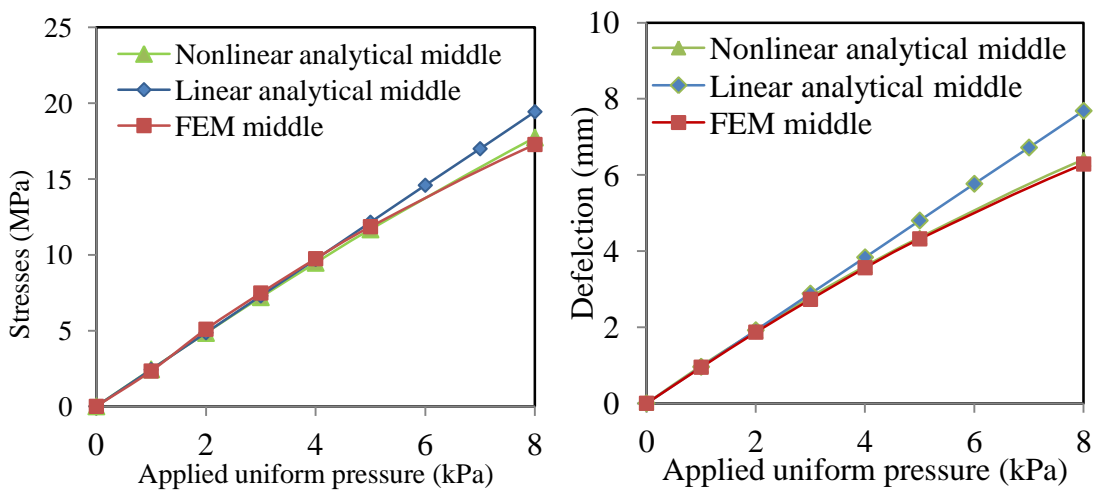 Stresses (MPa)
25
20
15
10
5
0
Nonlinear analytical middle
Linear analytical middle
FEM middle
0 2 4 6 8
Applied uniform pressure (kPa)
Defelction (mm)
10
8
6
4
2
0
Nonlinear analytical middle
Linear analytical middle
FEM middle
0 2 4 6 8
Applied uniform pressure (kPa)